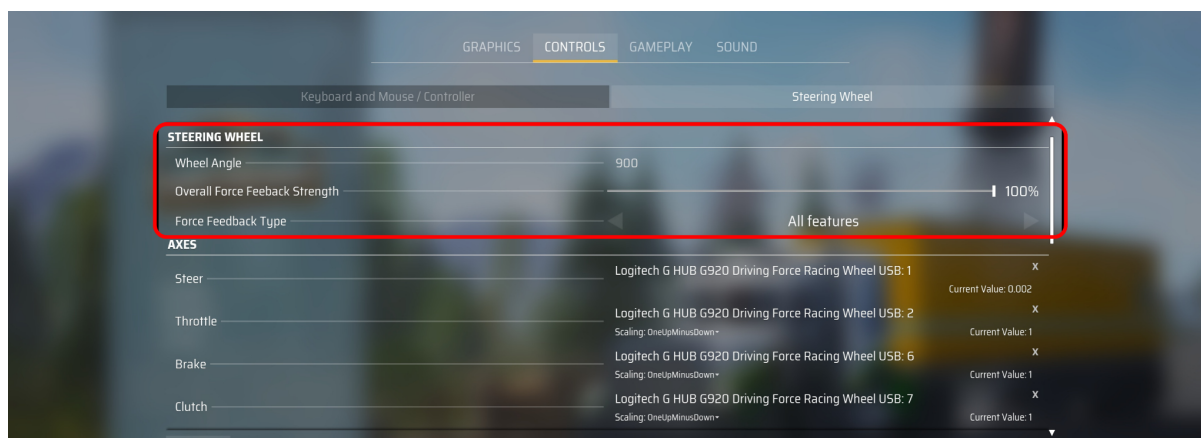 GRAPHICS CONTROLS GAMEPLAY SOUND
Keyboard and Mouse / Controller Steering Wheel
STEERING WHEEL
Wheel Angle 900
Overall Force Feeback Strength 100%
Force Feedback Type All features
AXES
Steer Logitech G HUB G920 Driving Force Racing Wheel USB: 1 X
Current Value: 0.002
Throttle Logitech G HUB G920 Driving Force Racing Wheel USB: 2 X
Scaling: OneUpMinusDown Current Value: 1
Brake Logitech G HUB G920 Driving Force Racing Wheel USB: 6 X
Scaling: OneUpMinusDown Current Value: 1
Clutch Logitech G HUB G920 Driving Force Racing Wheel USB: 7 X
Scaling: OneUpMinusDown Current Value: 1